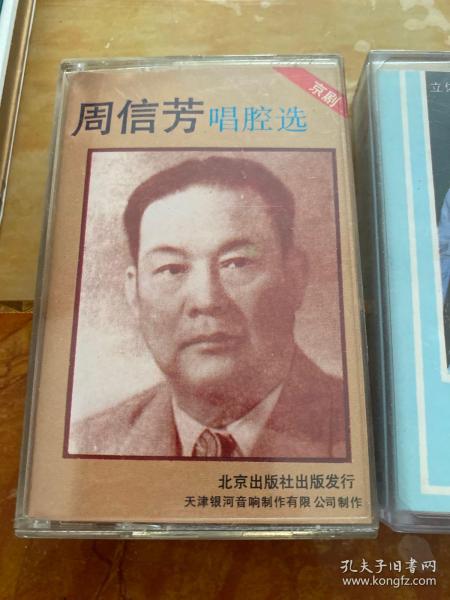 京剧
周信芳 唱腔选
北京出版社出版发行
天津银河音响制作有限公司制作
立体
孔夫子旧书网
www.kongfz.com